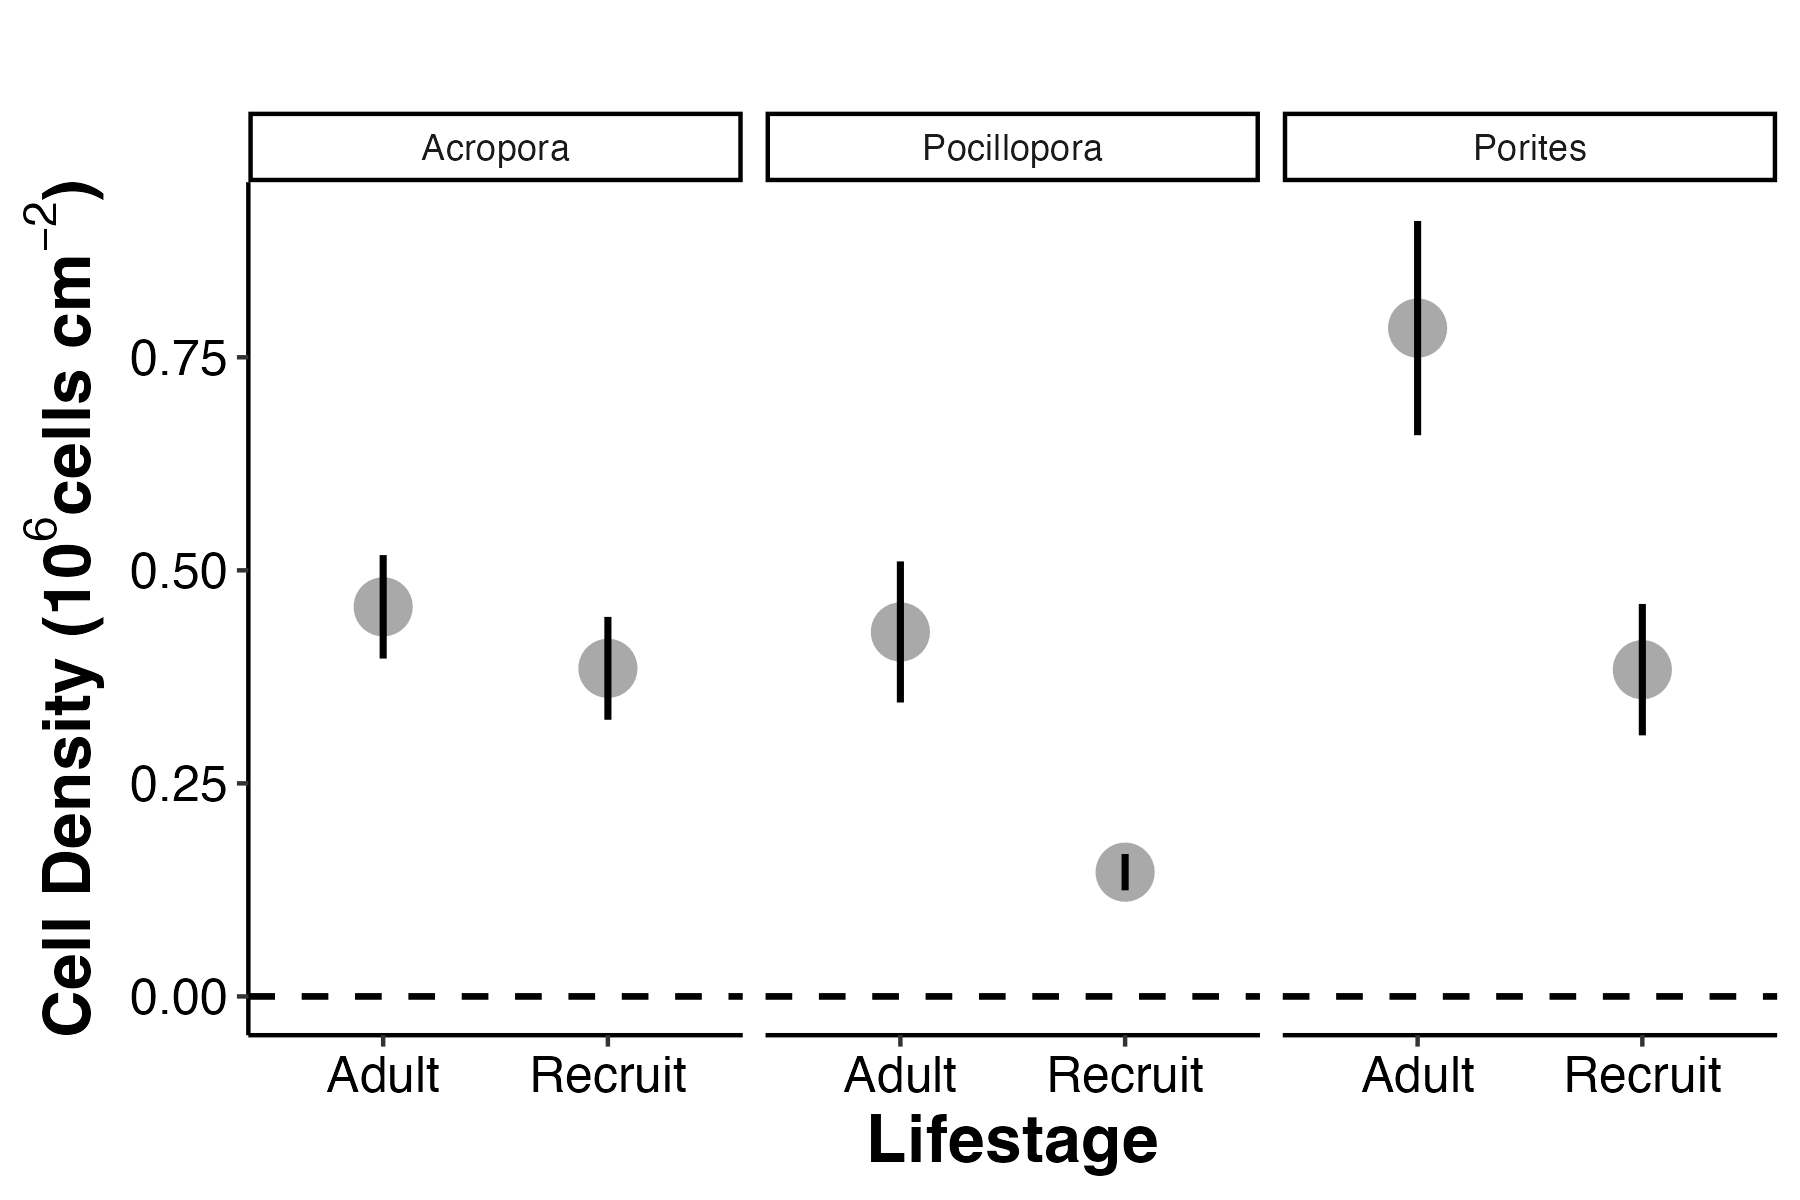 Acropora
Pocillopora
Porites
Cell Density (10⁶cells cm⁻²)
0.75
0.50
0.25
0.00
Adult Recruit Adult Recruit Adult Recruit
Lifestage